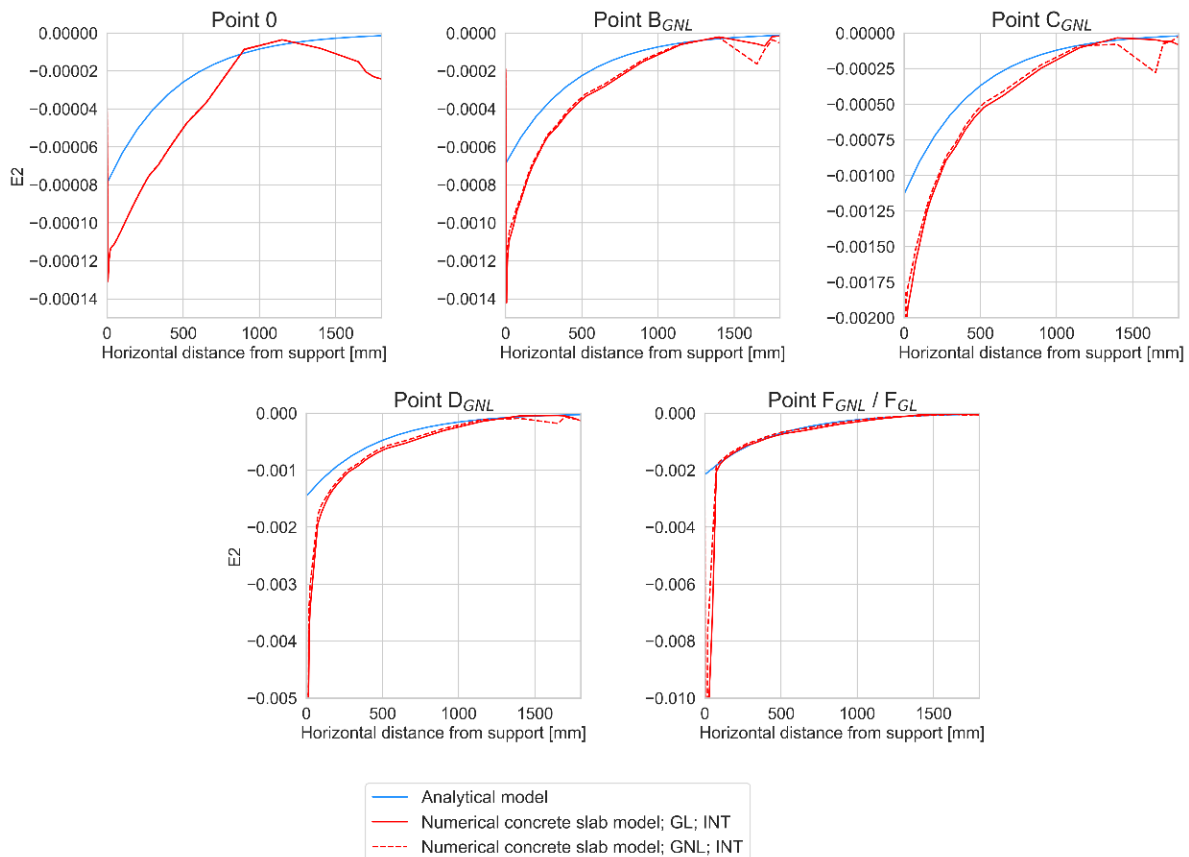 Point 0
0.00000
−0.00002
−0.00004
−0.00006
−0.00008
−0.00010
−0.00012
−0.00014
E2
0 500 1000 1500
Horizontal distance from support [mm]
Point B_GNL
0.0000
−0.0002
−0.0004
−0.0006
−0.0008
−0.0010
−0.0012
−0.0014
0 500 1000 1500
Horizontal distance from support [mm]
Point C_GNL
0.00000
−0.00025
−0.00050
−0.00075
−0.00100
−0.00125
−0.00150
−0.00175
−0.00200
0 500 1000 1500
Horizontal distance from support [mm]
Point D_GNL
0.000
−0.001
−0.002
−0.003
−0.004
−0.005
E2
0 500 1000 1500
Horizontal distance from support [mm]
Point F_GNL / F_GL
0.000
−0.002
−0.004
−0.006
−0.008
−0.010
0 500 1000 1500
Horizontal distance from support [mm]
Analytical model
Numerical concrete slab model; GL; INT
Numerical concrete slab model; GNL; INT